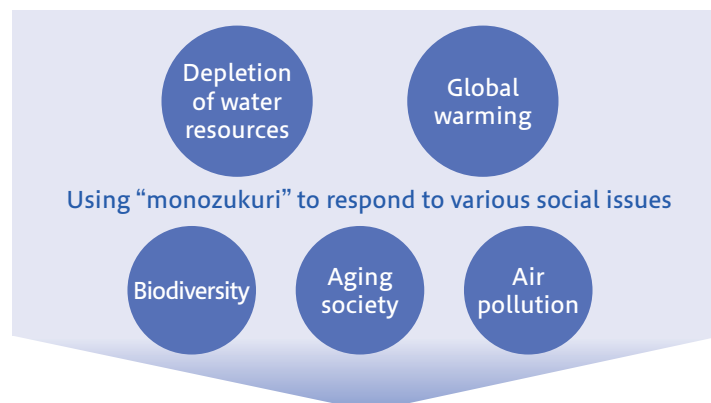 Depletion
of water
resources
Global
warming
Using “monozukuri” to respond to various social issues
Biodiversity
Aging
society
Air
pollution